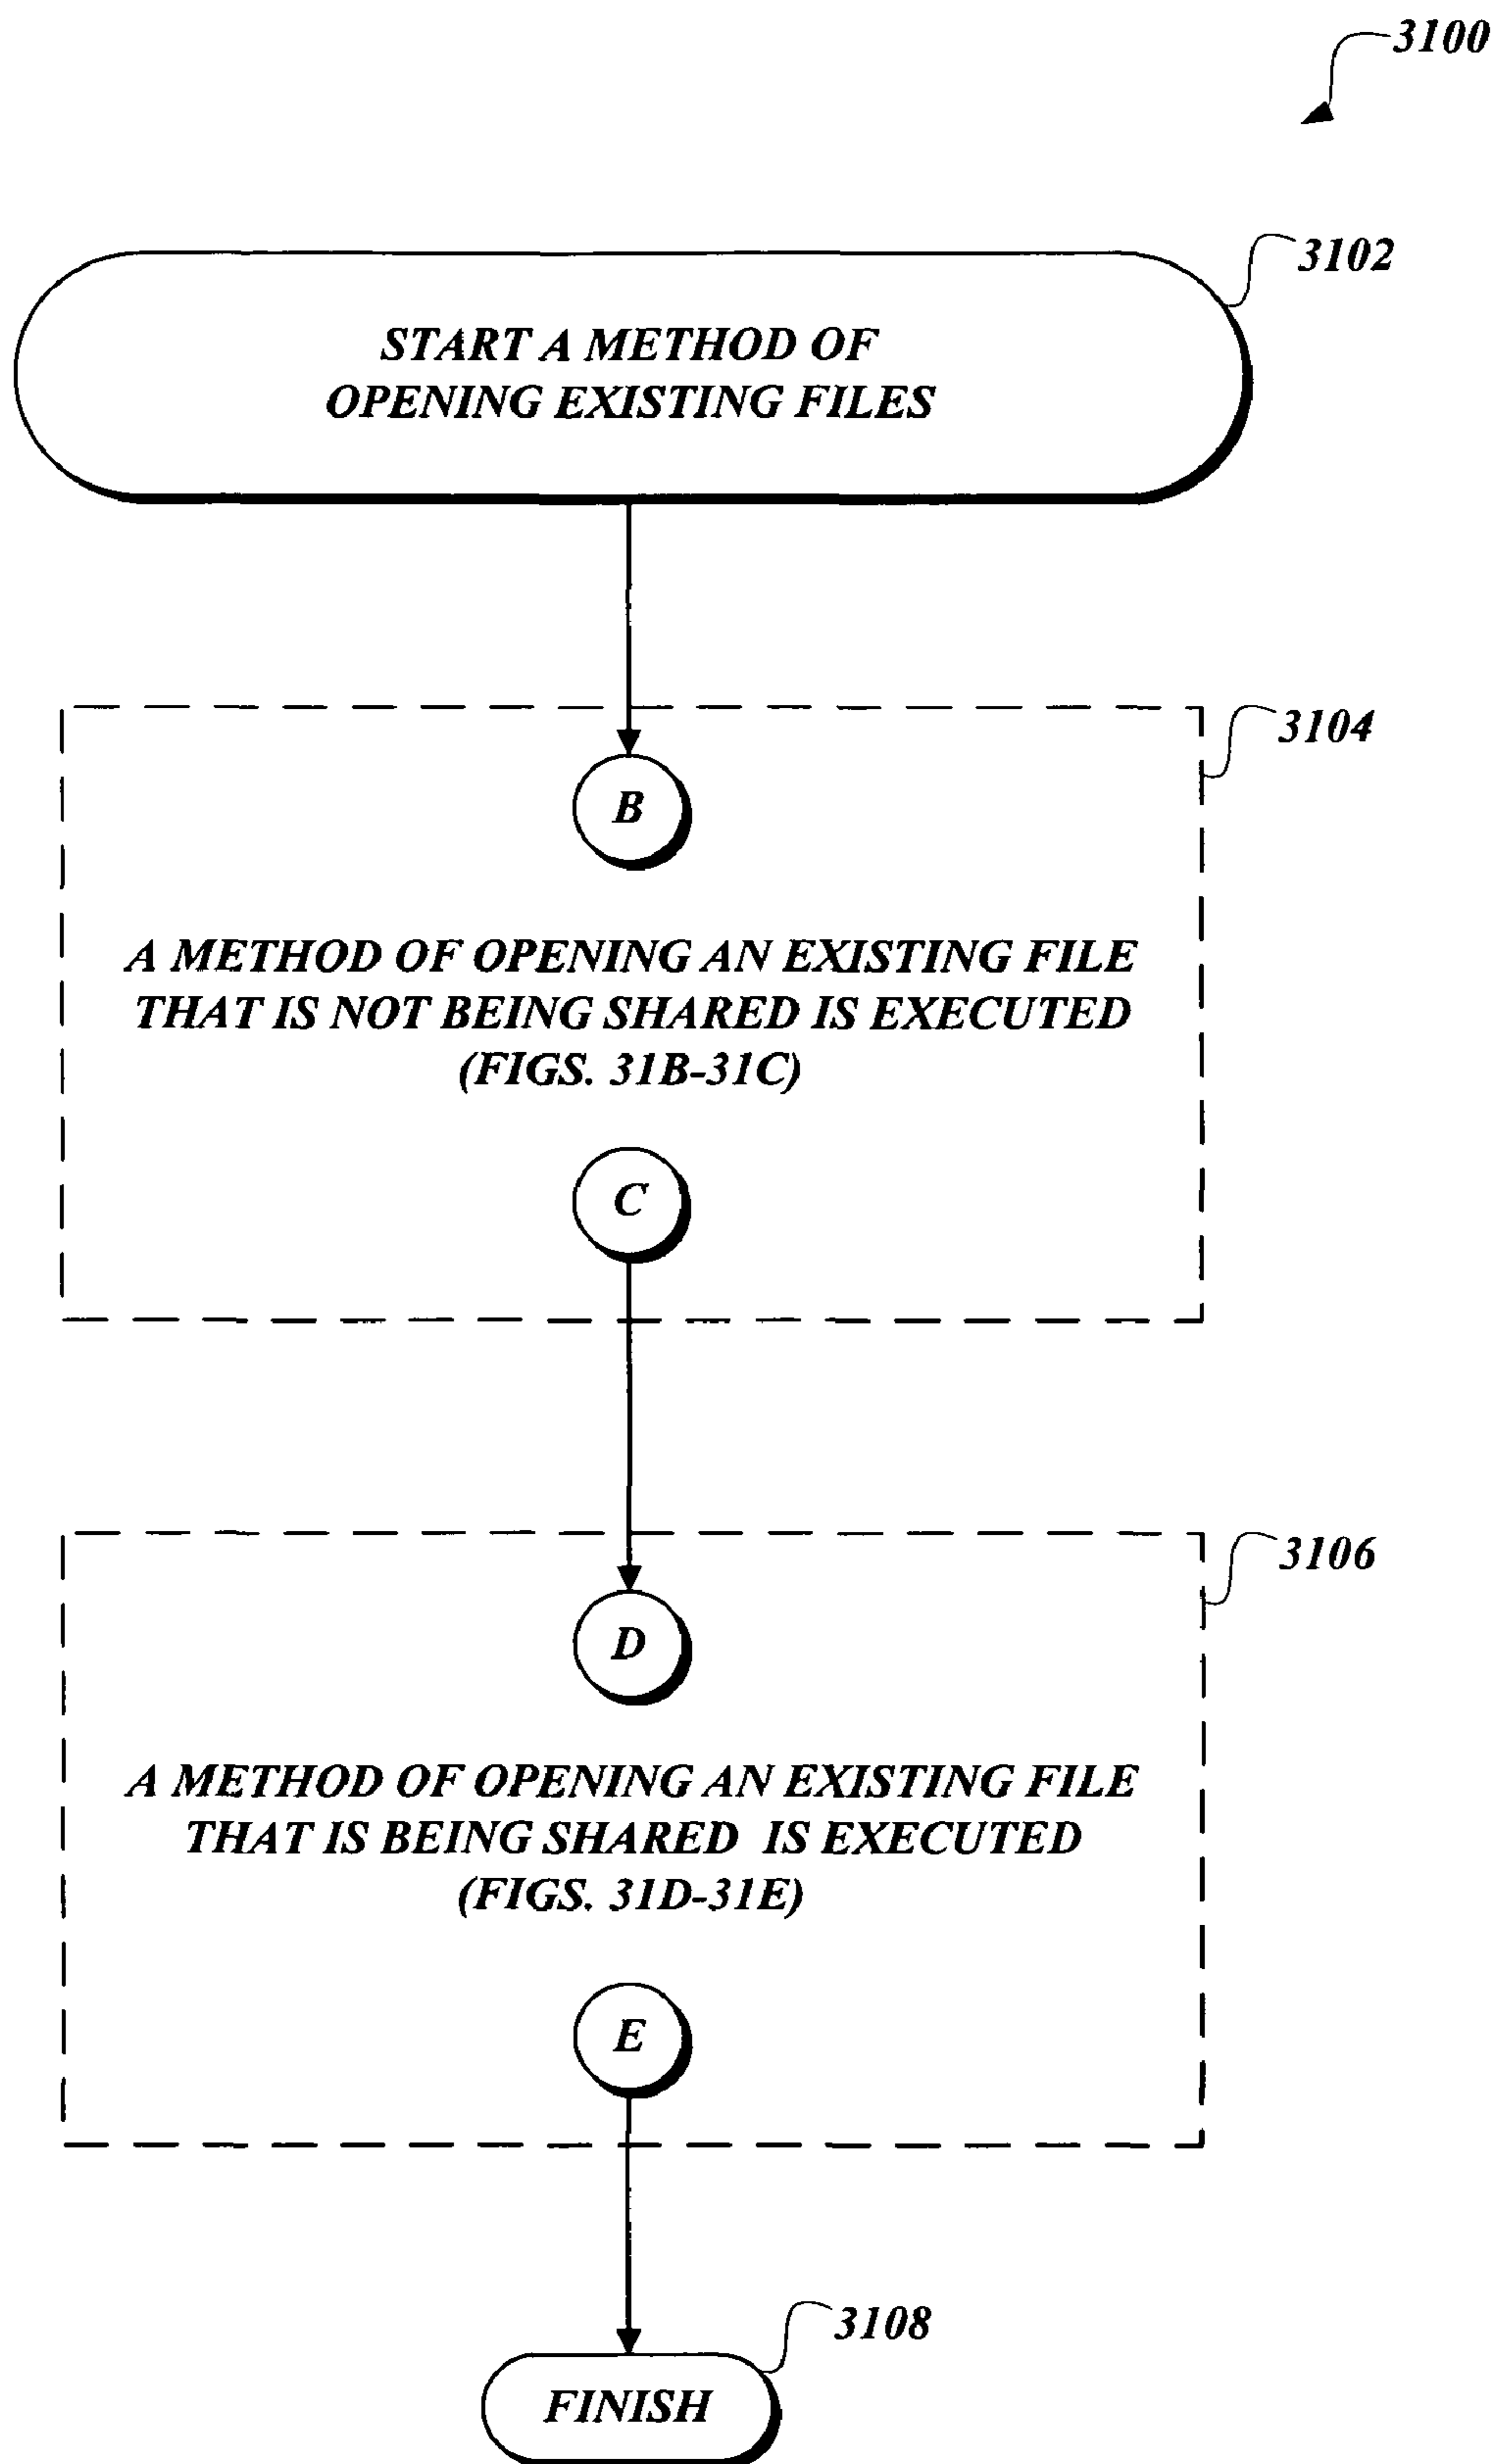 3100
3102
START A METHOD OF
OPENING EXISTING FILES
3104
B
A METHOD OF OPENING AN EXISTING FILE
THAT IS NOT BEING SHARED IS EXECUTED
(FIGS. 31B-31C)
C
3106
D
A METHOD OF OPENING AN EXISTING FILE
THAT IS BEING SHARED IS EXECUTED
(FIGS. 31D-31E)
E
3108
FINISH